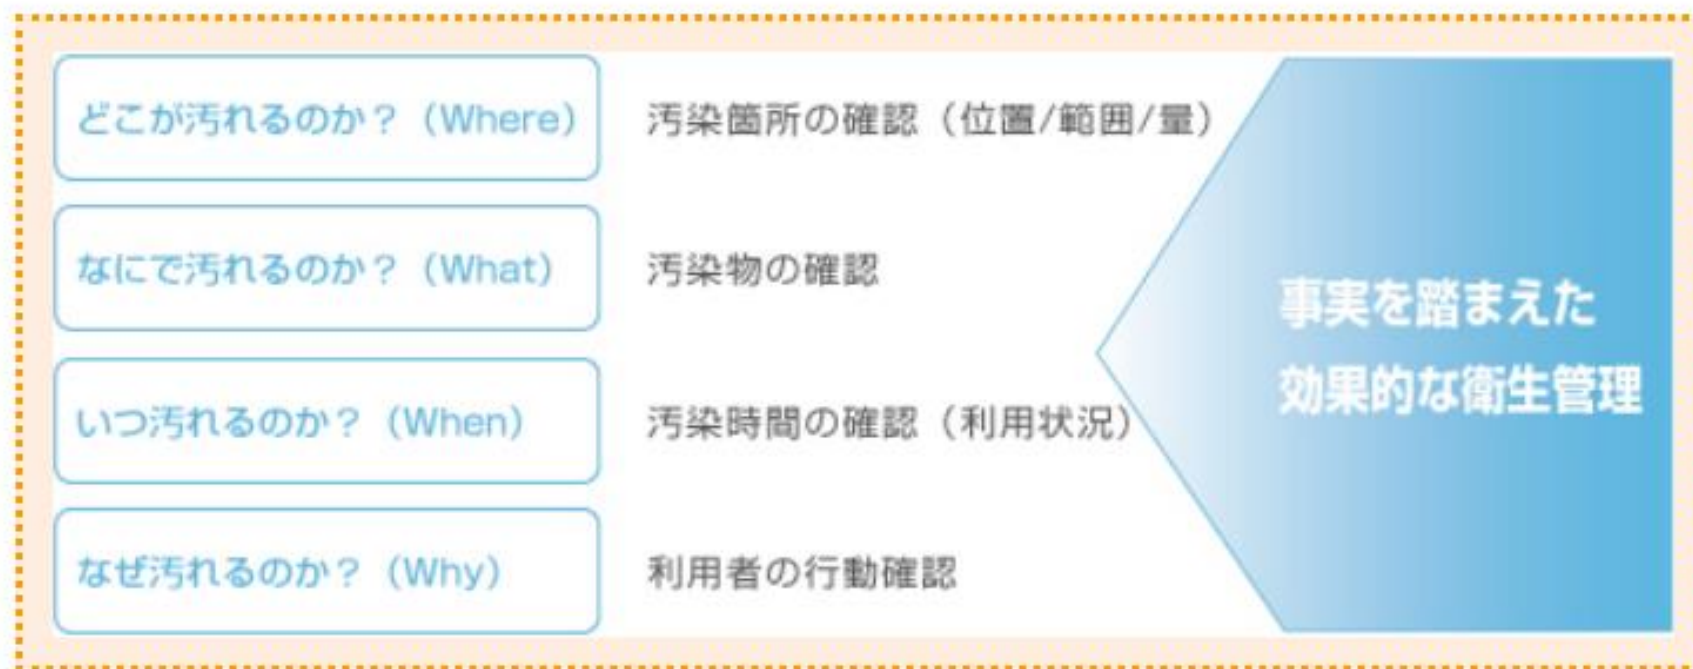 どこが汚れるのか？（Where）
汚染箇所の確認（位置/範囲/量）
なにで汚れるのか？（What）
汚染物の確認
いつ汚れるのか？（When）
汚染時間の確認（利用状況）
なぜ汚れるのか？（Why）
利用者の行動確認
事実を踏まえた
効果的な衛生管理